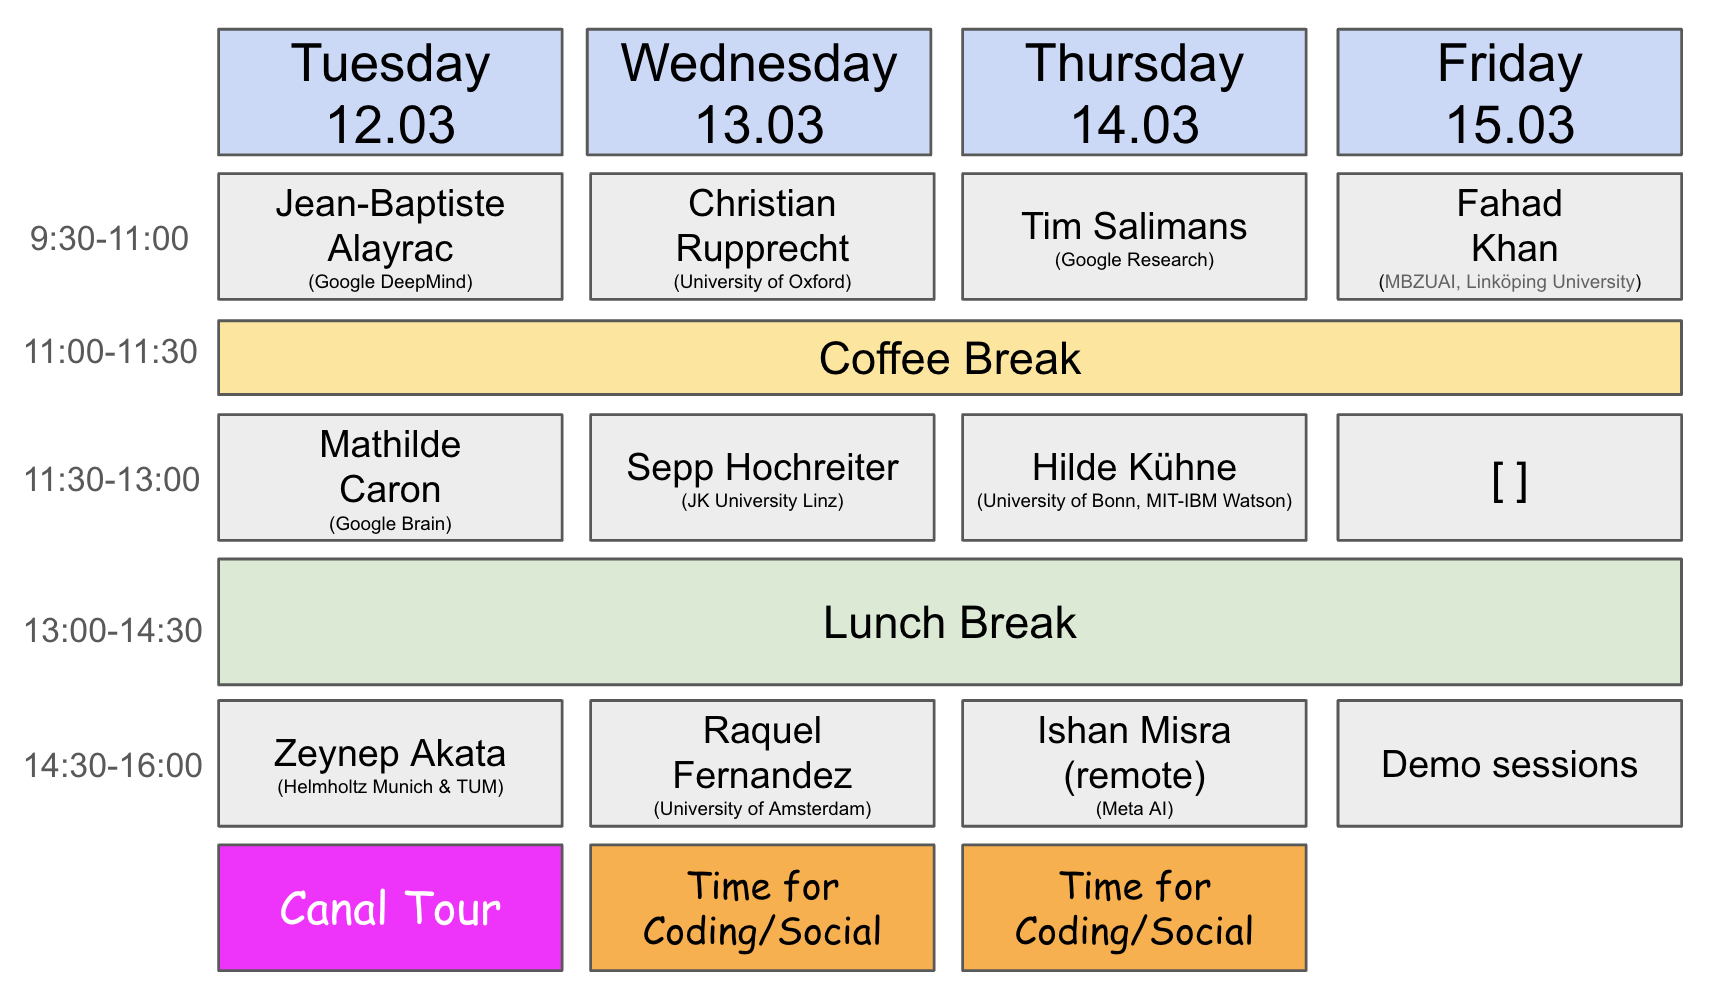 Tuesday
12.03
Wednesday
13.03
Thursday
14.03
Friday
15.03
9:30-11:00
Jean-Baptiste
Alayrac
(Google DeepMind)
Christian
Rupprecht
(University of Oxford)
Tim Salimans
(Google Research)
Fahad
Khan
(MBZUAI, Linköping University)
11:00-11:30
Coffee Break
11:30-13:00
Mathilde
Caron
(Google Brain)
Sepp Hochreiter
(JK University Linz)
Hilde Kühne
(University of Bonn, MIT-IBM Watson)
[ ]
13:00-14:30
Lunch Break
14:30-16:00
Zeynep Akata
(Helmholtz Munich & TUM)
Raquel
Fernandez
(University of Amsterdam)
Ishan Misra
(remote)
(Meta AI)
Demo sessions
Canal Tour
Time for
Coding/Social
Time for
Coding/Social